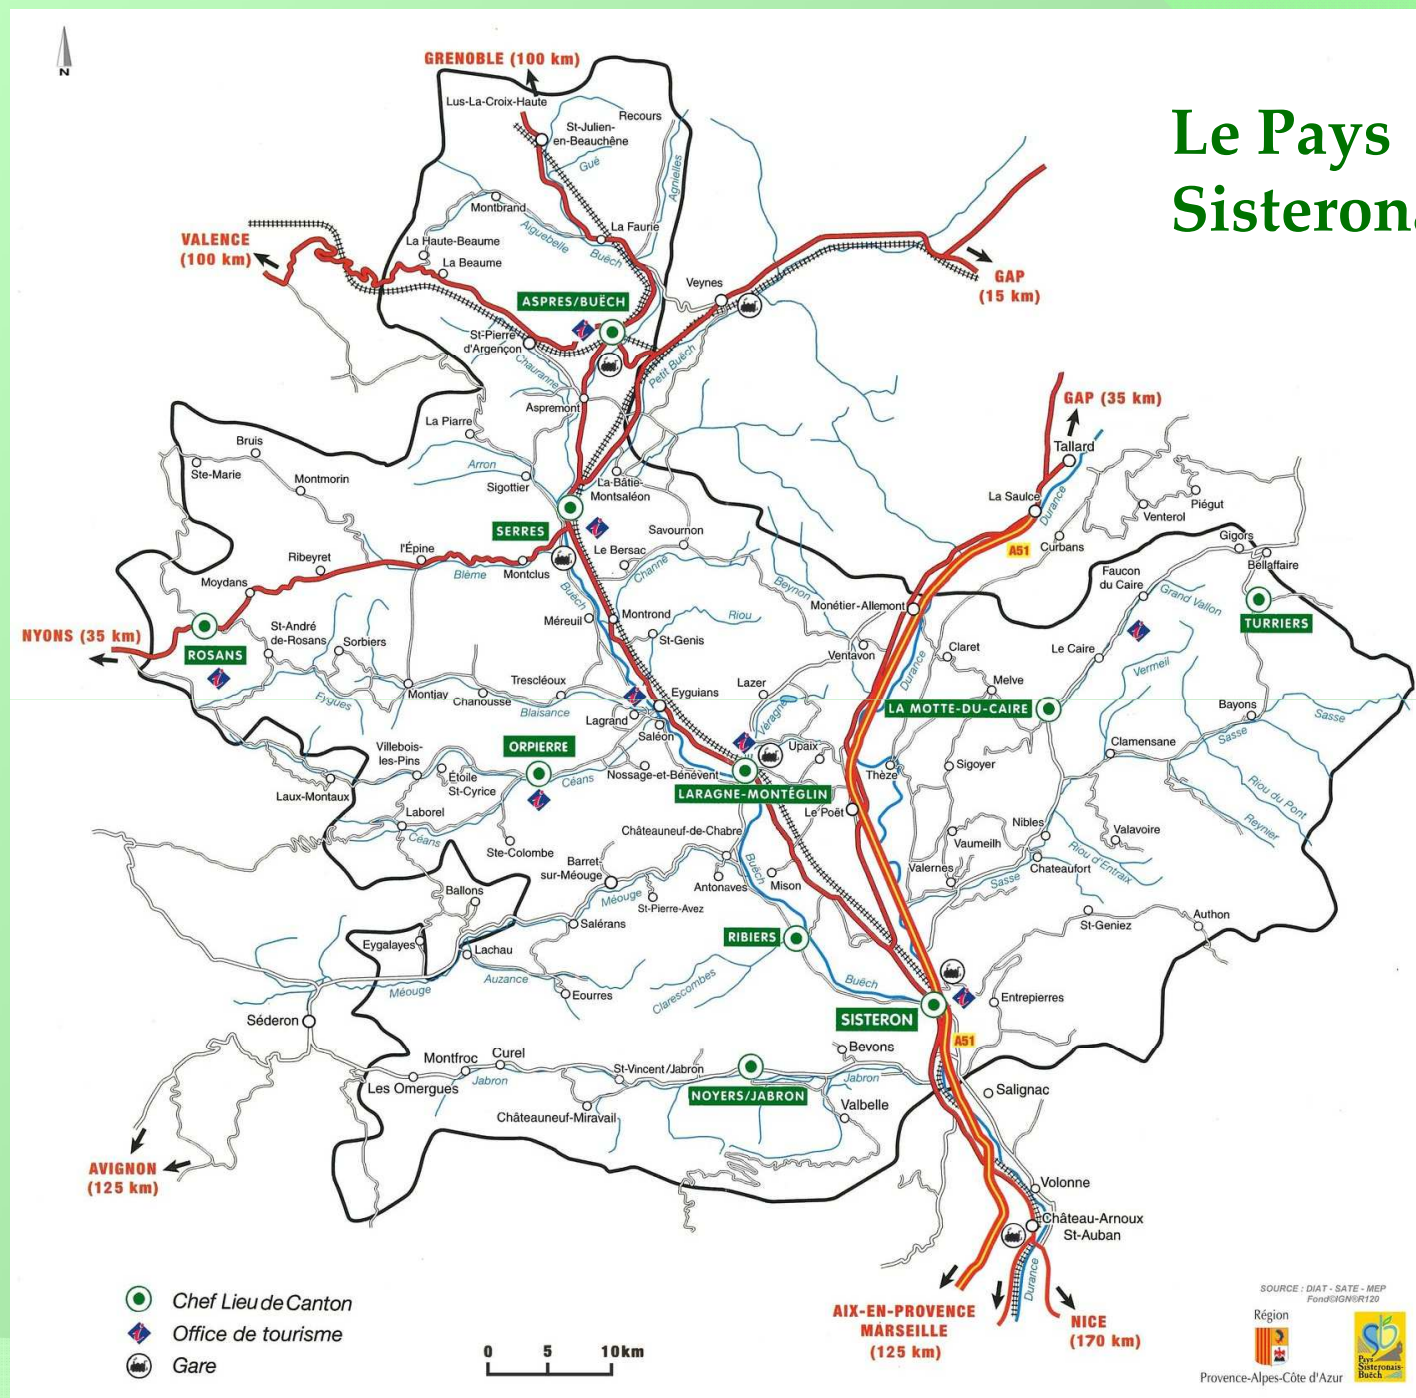 N
GRENOBLE (100 km)
Lus-La-Croix-Haute
Recours
St-Julien-
en-Beauchêne
Gué
Agnielles
Le Pays
Sisteron
Montbrand
Aiguebelle
La Faurie
Buëch
La Haute-Beaume
La Beaume
VALENCE
(100 km)
GAP
(15 km)
Veynes
ASPRES/BUËCH
St-Pierre
d'Argençon
Chauranne
Petit Buëch
Aspremont
GAP (35 km)
La Piarre
Tallard
Bruis
Ste-Marie
Montmorin
Arron
Sigottier
La-Bâtie-
Montsaléon
La Saulce
Durance
Piégut
Venterol
SERRES
Savournon
Le Bersac
Channe
A51
Curbans
Gigors
Bellaffaire
l'Épine
Ribeyret
Blème
Montclus
Moydans
Buëch
Beynon
Faucon
du Caire
Grand Vallon
Monétier-Allemont
TURRIERS
NYONS (35 km)
ROSANS
St-André
de-Rosans
Sorbiers
Méreuil
Montrond
Riou
St-Genis
Ventavon
Claret
Le Caire
Vermeil
Durance
Melve
Eygues
Montjay
Chanousse
Trescléoux
Blaisance
Lazer
Eyguians
Véragne
LA MOTTE-DU-CAIRE
Bayons
Sasse
Sasse
Lagrand
Saléon
ORPIERRE
Upaix
Clamensane
Villebois-
les-Pins
Étoile
St-Cyrice
Céans
Nossage-et-Bénévent
Thèze
Sigoyer
Riou du Pont
Laux-Montaux
LARAGNE-MONTÉGLIN
Le Poët
Reynier
Laborel
Céans
Châteauneuf-de-Chabre
Nibles
Valavoire
Vaumeilh
Riou d'Entraix
Ste-Colombe
Barret-
sur-Méouge
Buëch
Valernes
Chateaufort
Sasse
Ballons
Méouge
Antonaves
Mison
St-Pierre-Avez
Salérans
St-Geniez
Authon
RIBIERS
Eygalayes
Lachau
Auzance
Clarescombes
Buëch
Méouge
Eourres
Entrepierres
SISTERON
Séderon
A51
Montfroc
Curel
Bevons
Les Omergues
Jabron
St-Vincent/Jabron
Jabron
NOYERS/JABRON
Salignac
Châteauneuf-Miravail
Valbelle
AVIGNON
(125 km)
Volonne
Château-Arnoux
St-Auban
Durance
Chef Lieu de Canton
Office de tourisme
Gare
0 5 10km
AIX-EN-PROVENCE
MARSEILLE
(125 km)
NICE
(170 km)
SOURCE : DIAT - SATE - MEP
Fond©IGN®R120
Région
Provence-Alpes-Côte d'Azur
Pays
Sisteronais-
Buëch